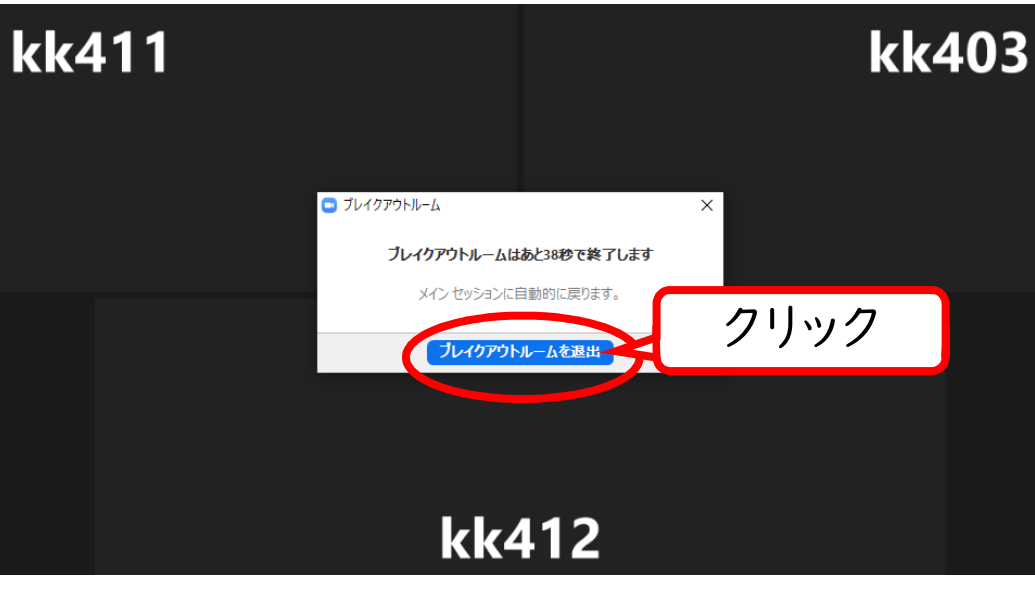 kk411
kk403
ブレイクアウトルーム
ブレイクアウトルームはあと38秒で終了します
メイン セッションに自動的に戻ります。
クリック
ブレイクアウトルームを退出
kk412